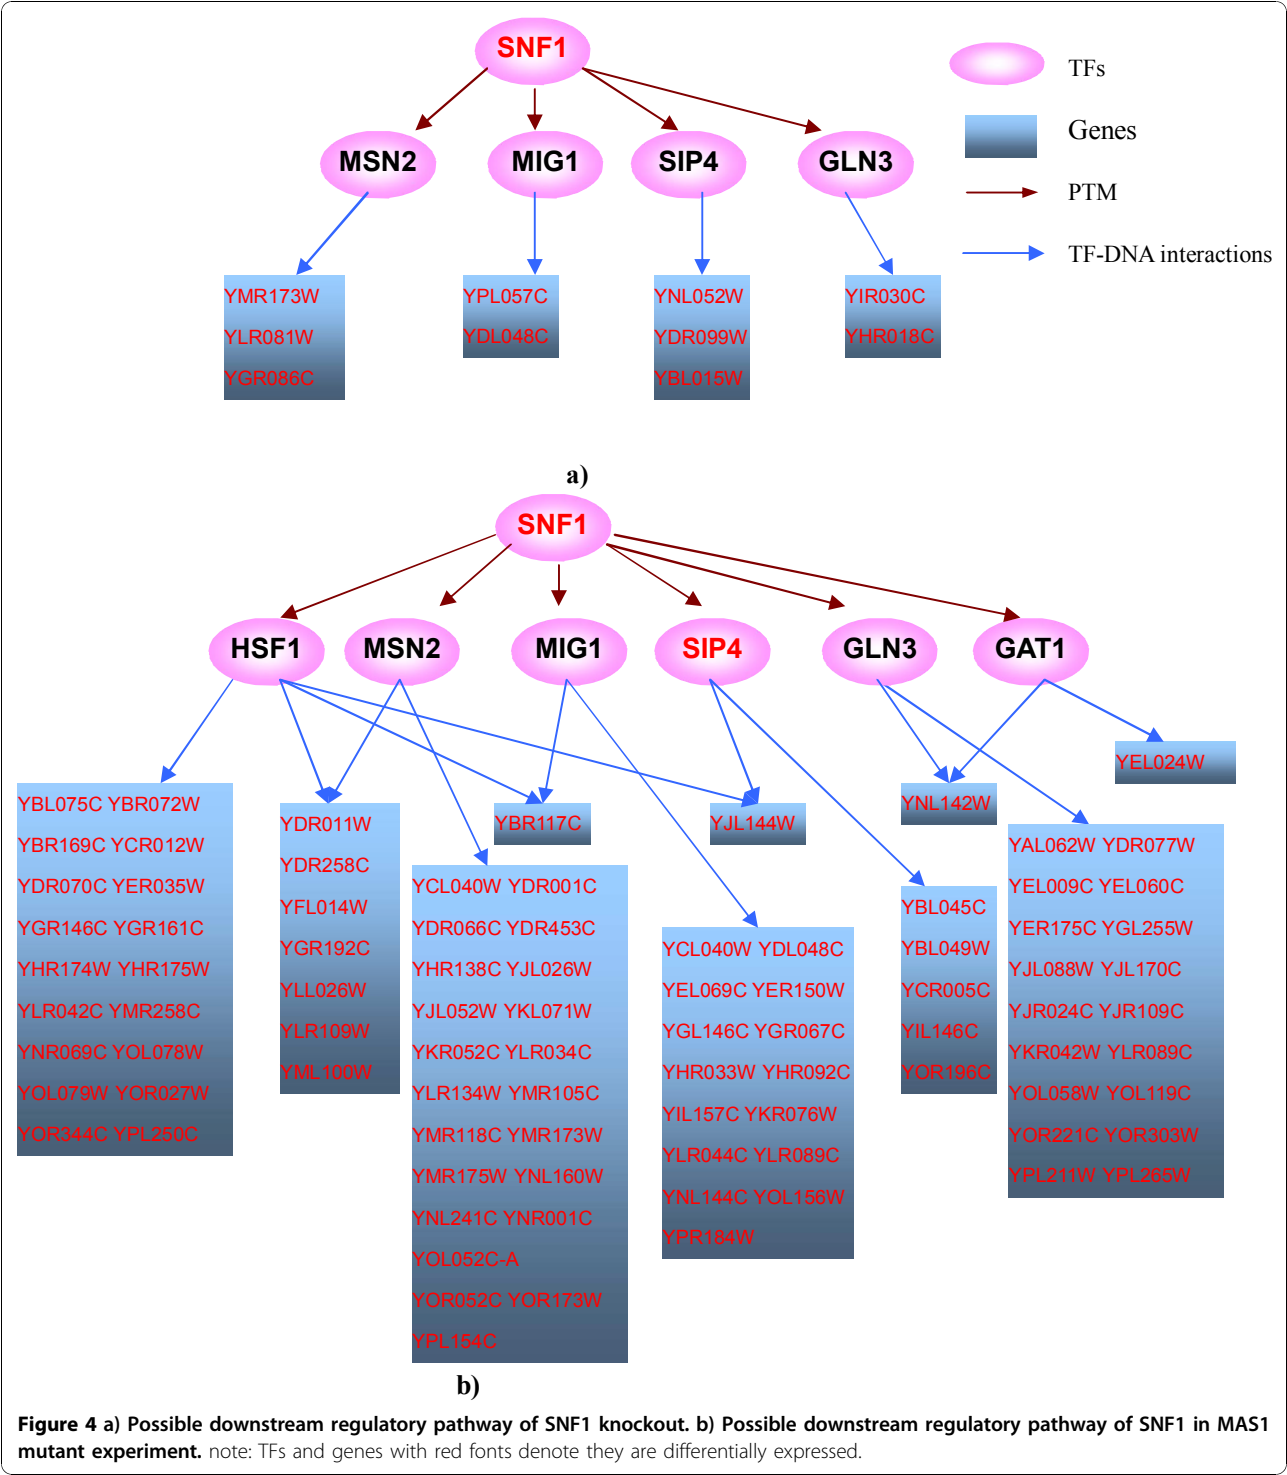 SNF1
TFs
Genes
PTM
TF-DNA interactions
MSN2 MIG1 SIP4 GLN3
YMR173W
YLR081W
YGR086C
YPL057C
YDL048C
YNL052W
YDR099W
YBL015W
YIR030C
YHR018C
a)
SNF1
HSF1 MSN2 MIG1 SIP4 GLN3 GAT1
YBL075C YBR072W
YBR169C YCR012W
YDR070C YER035W
YGR146C YGR161C
YHR174W YHR175W
YLR042C YMR258C
YNR069C YOL078W
YOL079W YOR027W
YOR344C YPL250C
YDR011W
YDR258C
YFL014W
YGR192C
YLL026W
YLR109W
YML100W
YCL040W YDR001C
YDR066C YDR453C
YHR138C YJL026W
YJL052W YKL071W
YKR052C YLR034C
YLR134W YMR105C
YMR118C YMR173W
YMR175W YNL160W
YNL241C YNR001C
YOL052C-A
YOR052C YOR173W
YPL154C
YBR117C
YCL040W YDL048C
YEL069C YER150W
YGL146C YGR067C
YHR033W YHR092C
YIL157C YKR076W
YLR044C YLR089C
YNL144C YOL156W
YPR184W
YJL144W
YBL045C
YBL049W
YCR005C
YIL146C
YOR196C
YNL142W
YAL062W YDR077W
YEL009C YEL060C
YER175C YGL255W
YJL088W YJL170C
YJR024C YJR109C
YKR042W YLR089C
YOL058W YOL119C
YOR221C YOR303W
YPL211W YPL265W
YEL024W
b)
Figure 4 a) Possible downstream regulatory pathway of SNF1 knockout. b) Possible downstream regulatory pathway of SNF1 in MAS1
mutant experiment. note: TFs and genes with red fonts denote they are differentially expressed.